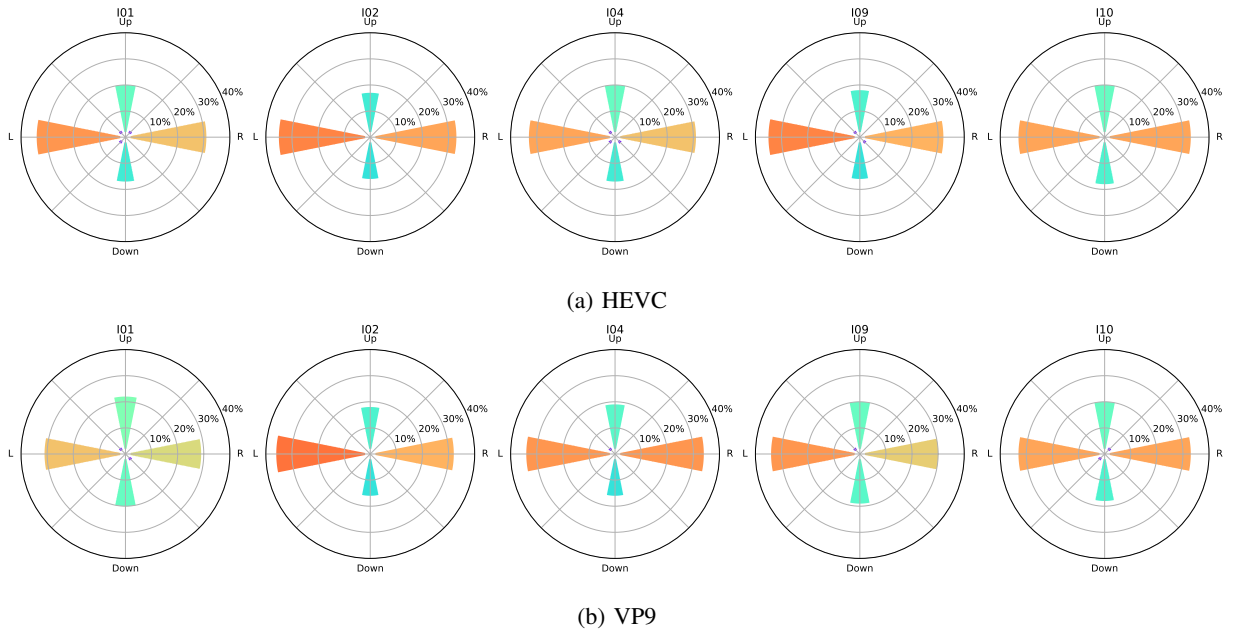 I01 I02 I04 I09 I10
Up Up Up Up Up
40% 40% 40% 40% 40%
30% 30% 30% 30% 30%
20% 20% 20% 20% 20%
10% 10% 10% 10% 10%
L R L R L R L R L R
Down Down Down Down Down
(a) HEVC
I01 I02 I04 I09 I10
Up Up Up Up Up
40% 40% 40% 40% 40%
30% 30% 30% 30% 30%
20% 20% 20% 20% 20%
10% 10% 10% 10% 10%
L R L R L R L R L R
Down Down Down Down Down
(b) VP9